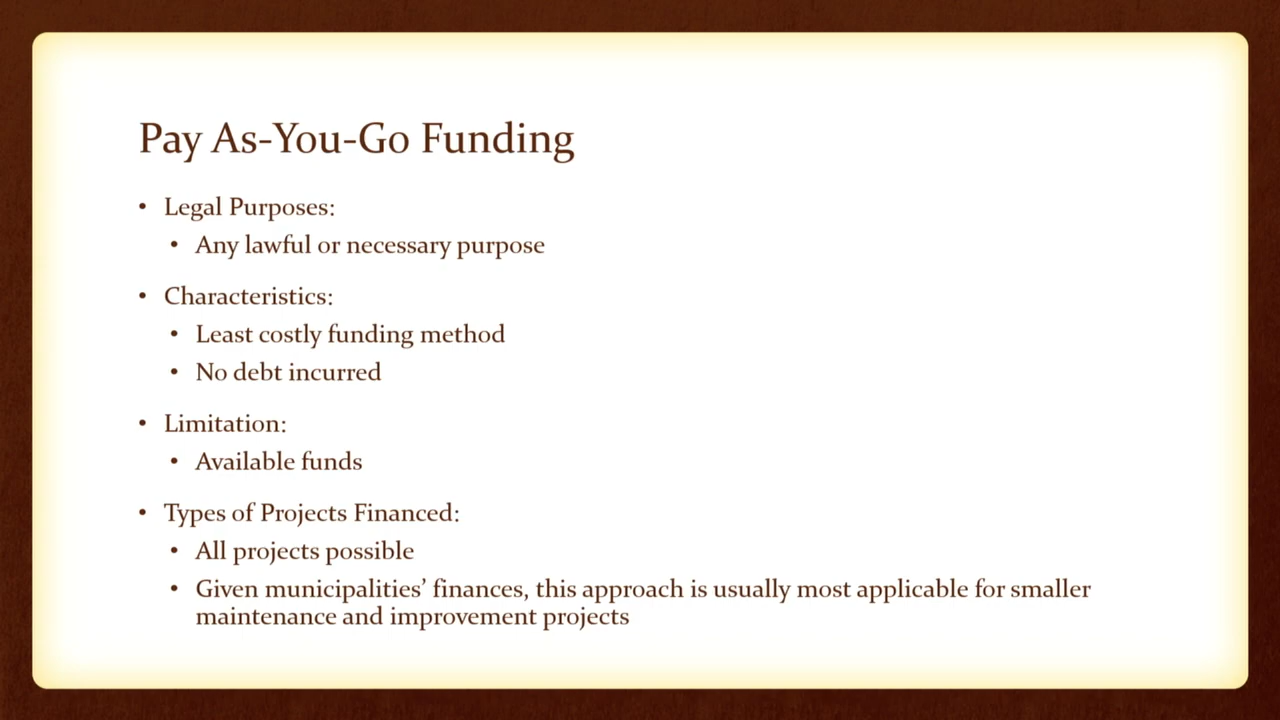 Pay As-You-Go Funding
• Legal Purposes:
• Any lawful or necessary purpose
• Characteristics:
• Least costly funding method
• No debt incurred
• Limitation:
• Available funds
• Types of Projects Financed:
• All projects possible
• Given municipalities’ finances, this approach is usually most applicable for smaller
maintenance and improvement projects